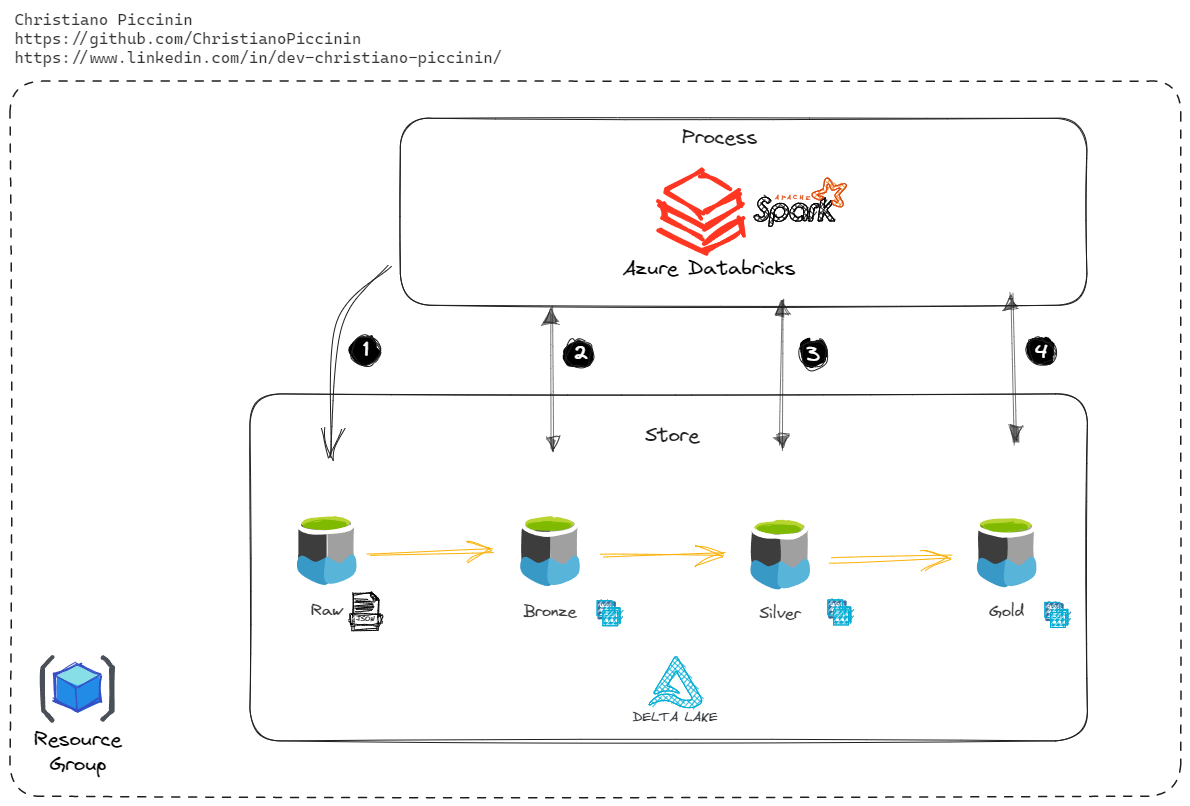 Christiano Piccinin
https://github.com/ChristianoPiccinin
https://www.linkedin.com/in/dev-christiano-piccinin/
Process
APACHE
Spark
Azure Databricks
1
2
3
4
Store
Raw
JSON
Bronze
Silver
Gold
DELTA LAKE
Resource
Group